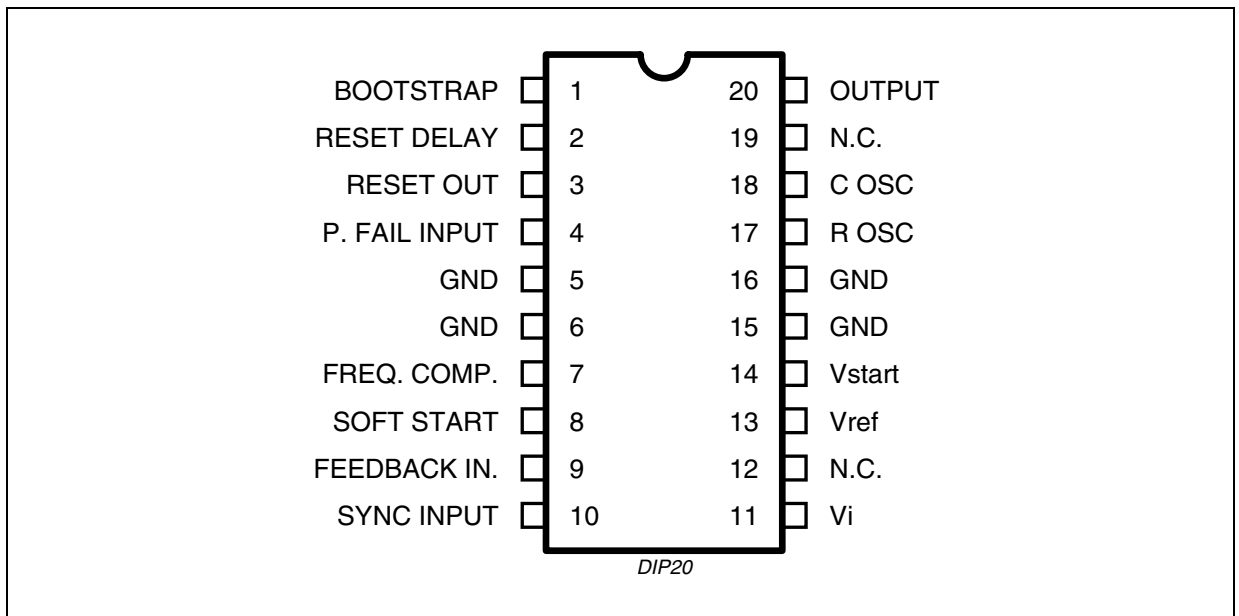 BOOTSTRAP 1 20 OUTPUT
RESET DELAY 2 19 N.C.
RESET OUT 3 18 C OSC
P. FAIL INPUT 4 17 R OSC
GND 5 16 GND
GND 6 15 GND
FREQ. COMP. 7 14 Vstart
SOFT START 8 13 Vref
FEEDBACK IN. 9 12 N.C.
SYNC INPUT 10 11 Vi
DIP20